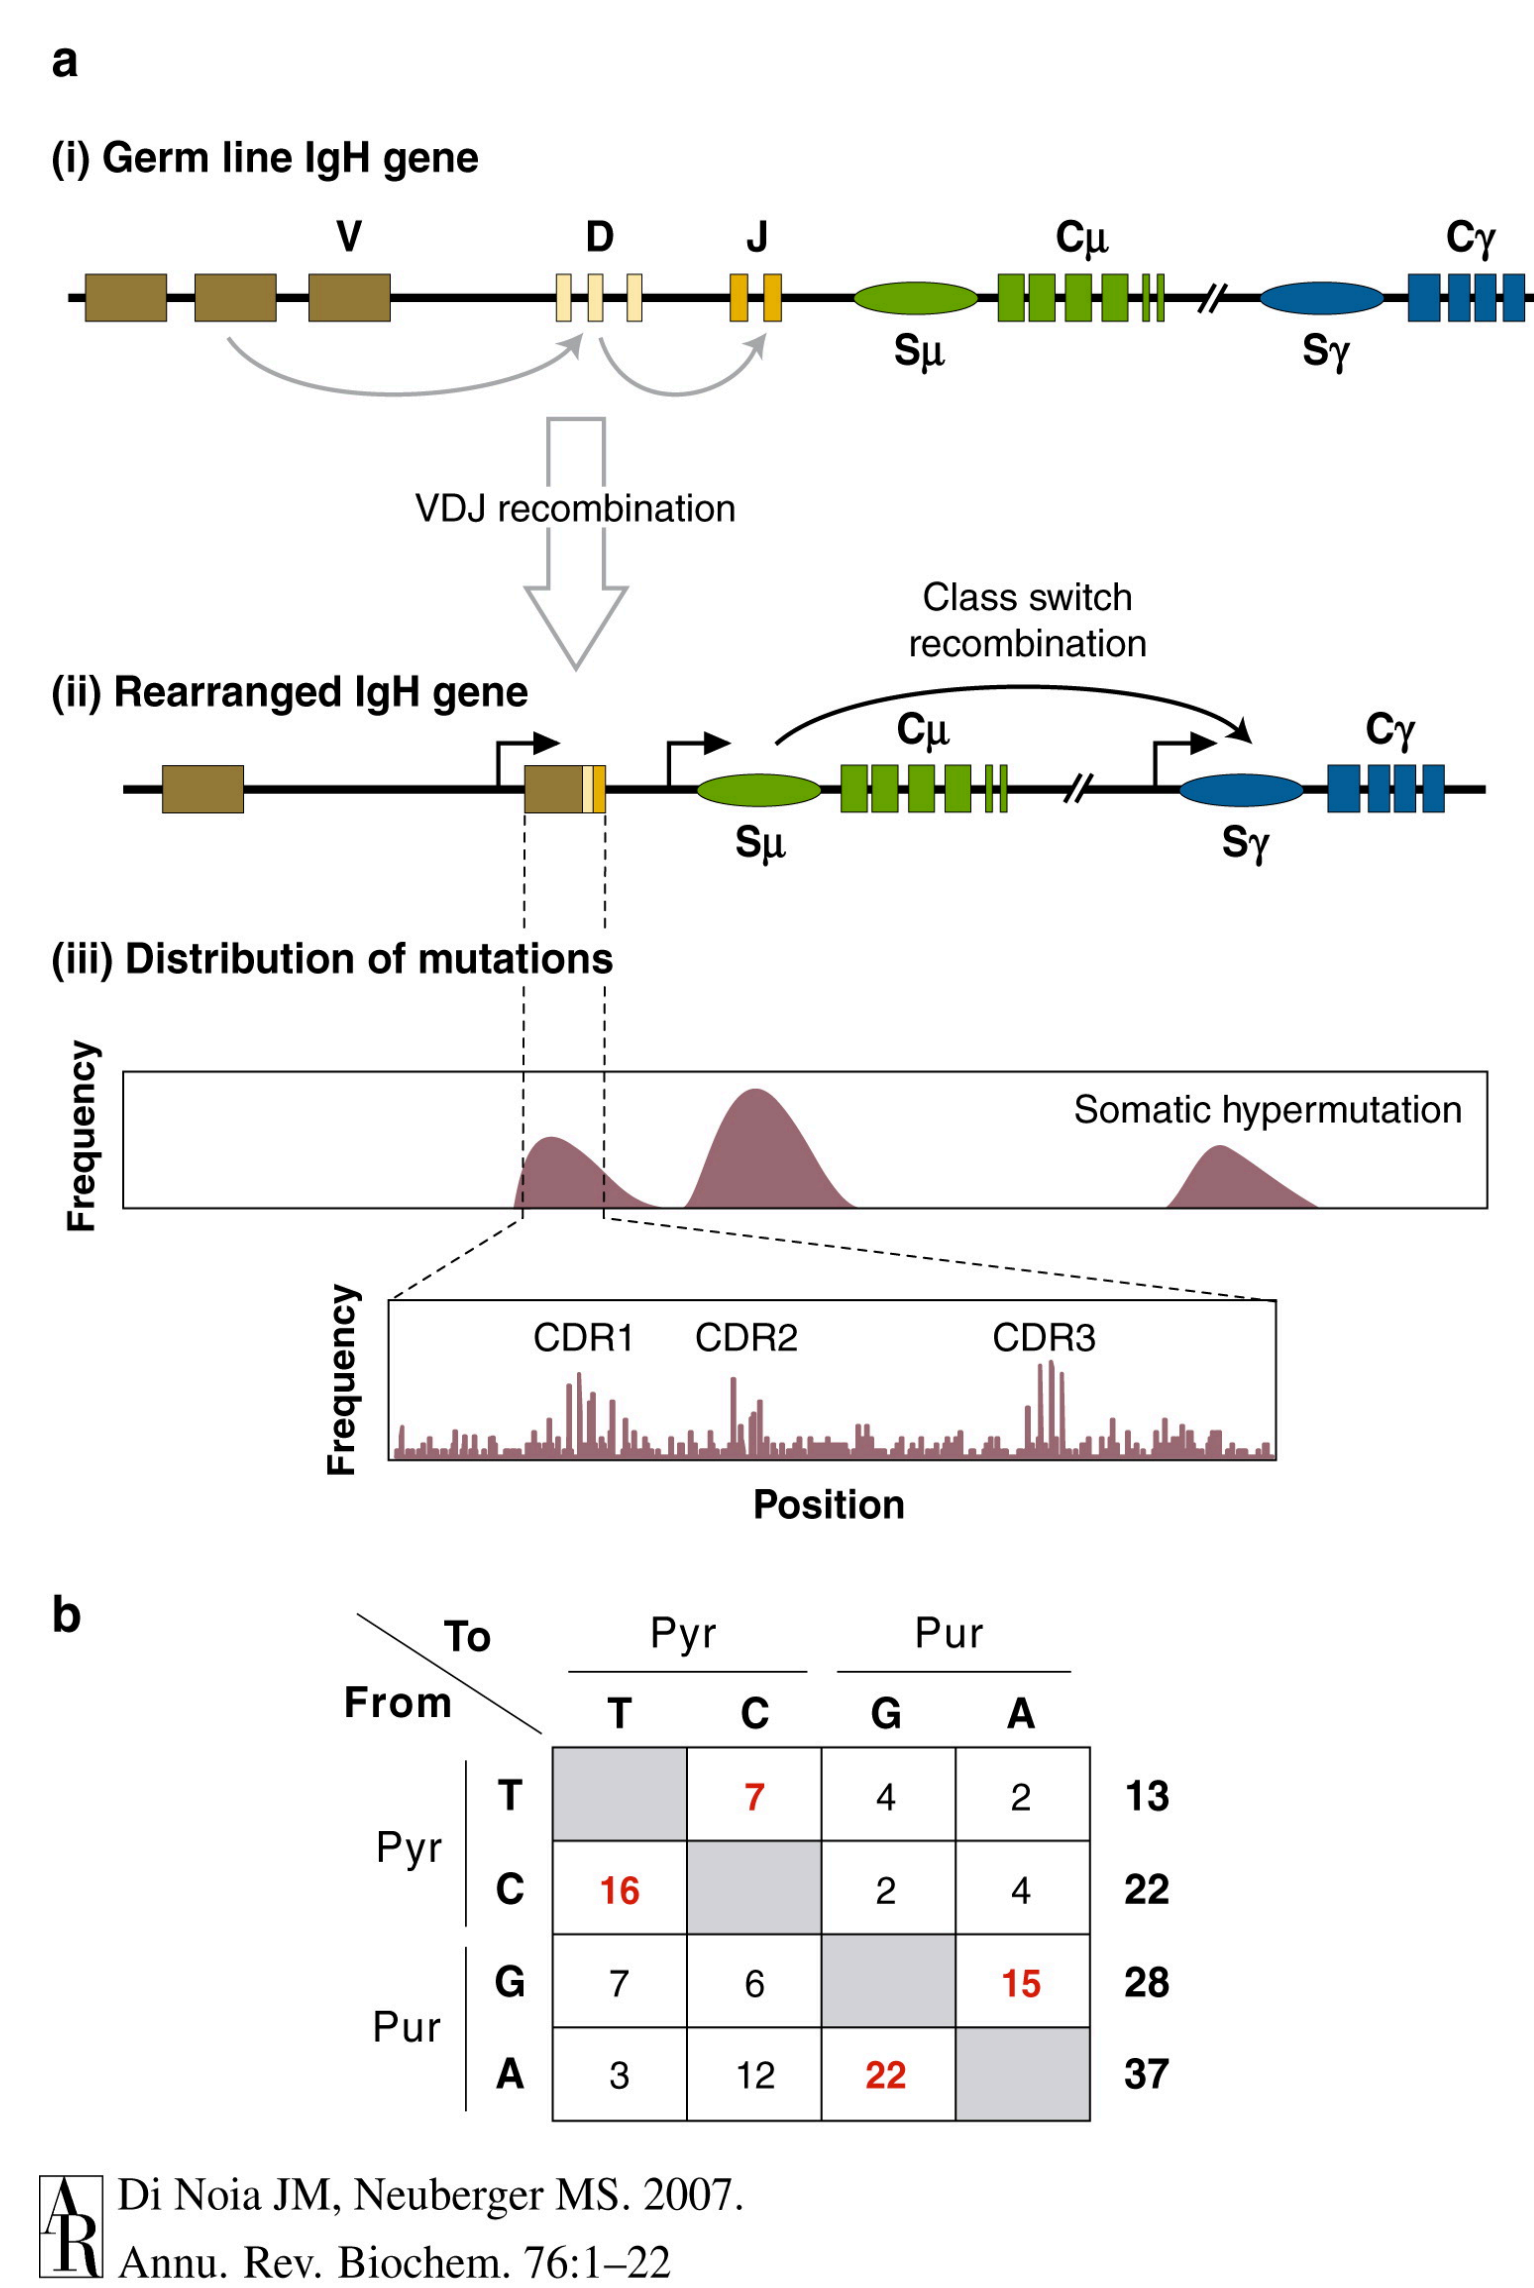 a
(i) Germ line IgH gene
V D J Cμ Cγ
Sμ Sγ
VDJ recombination
Class switch
recombination
(ii) Rearranged IgH gene
Cμ Cγ
Sμ Sγ
(iii) Distribution of mutations
Frequency
Somatic hypermutation
Frequency
CDR1 CDR2 CDR3
Position
b
To Pyr Pur
From T C G A
Pyr
T 7 4 2 13
C 16 2 4 22
Pur
G 7 6 15 28
A 3 12 22 37
AR Di Noia JM, Neuberger MS. 2007.
Annu. Rev. Biochem. 76:1–22